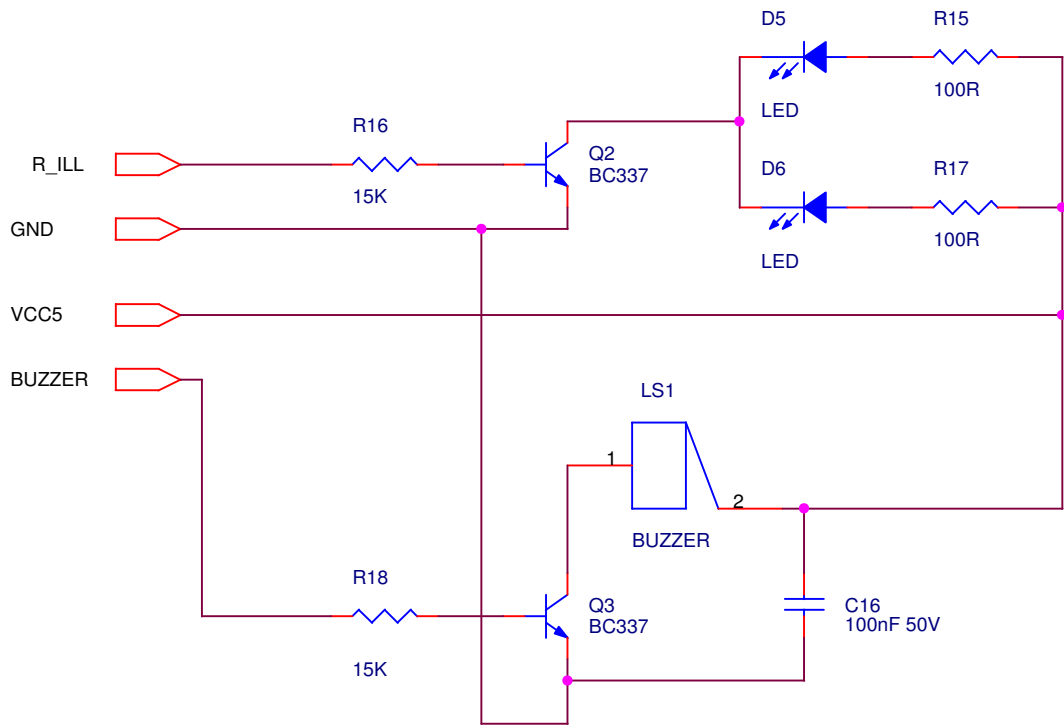 D5
R15
LED
100R
R16
15K
R_ILL
Q2
BC337
D6
R17
LED
100R
GND
VCC5
BUZZER
LS1
1
2
BUZZER
R18
15K
Q3
BC337
C16
100nF 50V